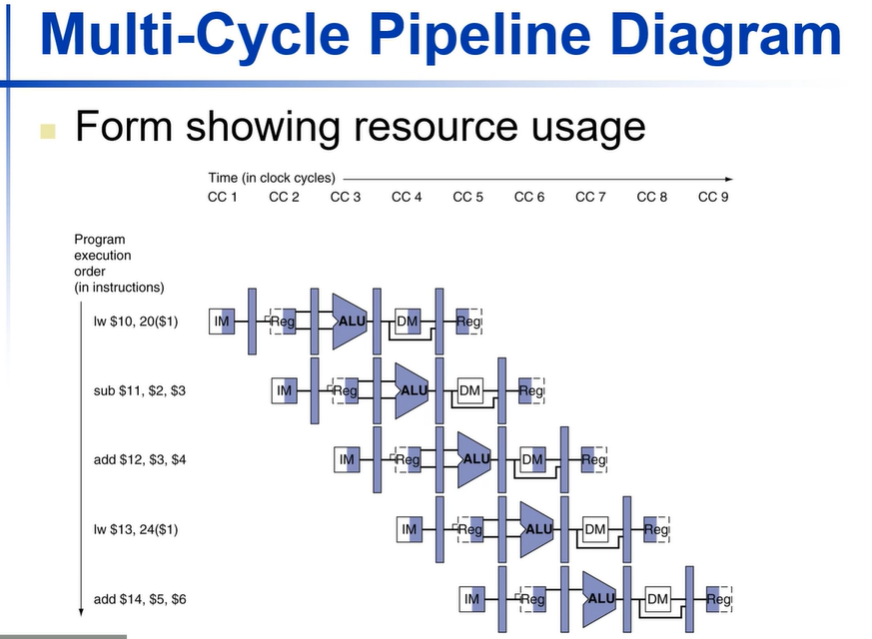 Multi-Cycle Pipeline Diagram
Form showing resource usage
Time (in clock cycles)
CC 1 CC 2 CC 3 CC 4 CC 5 CC 6 CC 7 CC 8 CC 9
Program
execution
order
(in instructions)
lw $10, 20($1) IM Reg ALU DM Reg
sub $11, $2, $3 IM Reg ALU DM Reg
add $12, $3, $4 IM Reg ALU DM Reg
lw $13, 24($1) IM Reg ALU DM Reg
add $14, $5, $6 IM Reg ALU DM Reg